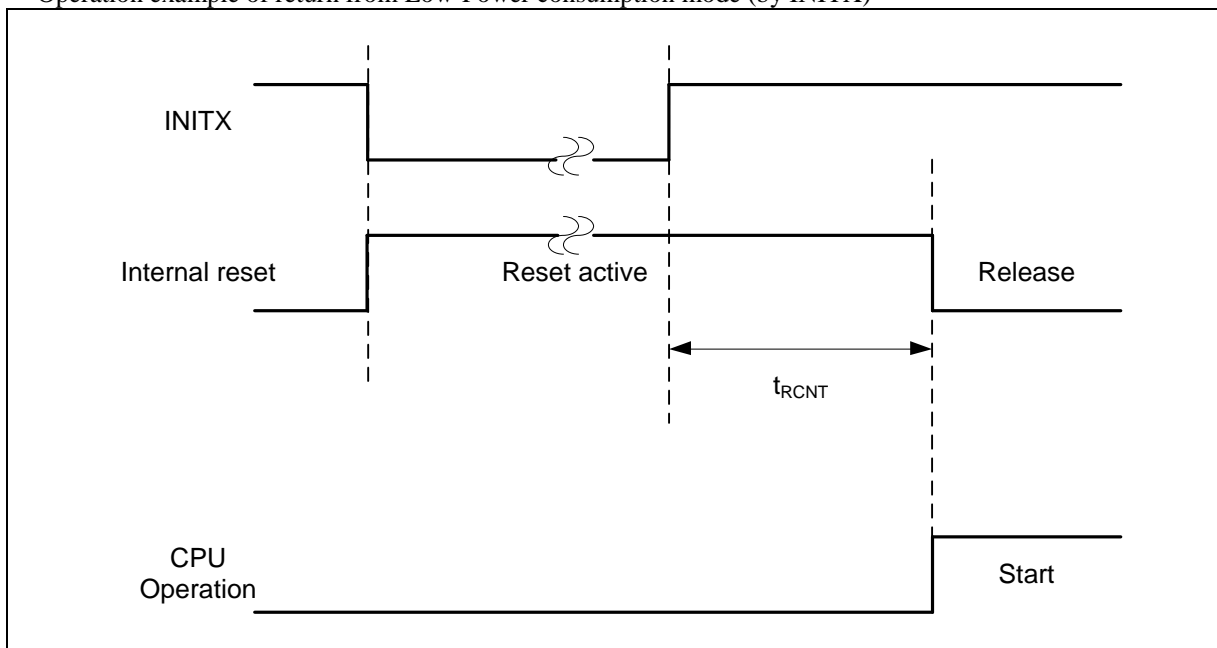 Operation example of return from Low-Power consumption mode (by INITX)
INITX
Internal reset
Reset active
Release
tRCNT
CPU
Operation
Start